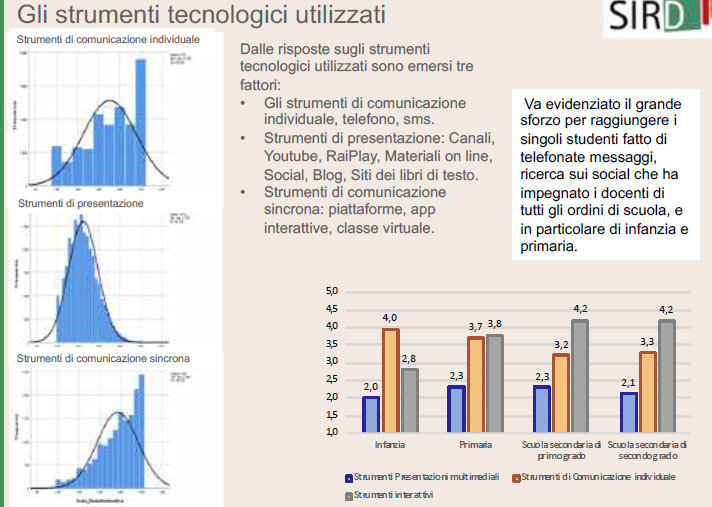 Gli strumenti tecnologici utilizzati
SIRD
Strumenti di comunicazione individuale
Strumenti di presentazione
Strumenti di comunicazione sincrona
Dalle risposte sugli strumenti
tecnologici utilizzati sono emersi tre
fattori:
• Gli strumenti di comunicazione
individuale, telefono, sms.
• Strumenti di presentazione: Canali,
Youtube, RaiPlay, Materiali on line,
Social, Blog, Siti dei libri di testo.
• Strumenti di comunicazione
sincrona: piattaforme, app
interattive, classe virtuale.
Va evidenziato il grande
sforzo per raggiungere i
singoli studenti fatto di
telefonate messaggi,
ricerca sui social che ha
impegnato i docenti di
tutti gli ordini di scuola, e
in particolare di infanzia e
primaria.
5,0
4,5
4,0
3,5
3,0
2,5
2,0
1,5
1,0
2,0 4,0 2,8
2,3 3,7 3,8
2,3 3,2 4,2
2,1 3,3 4,2
Infanzia
Primaria
Scuola secondaria di
primo grado
Scuola secondaria di
secondo grado
Strumenti Presentazioni multimediali
Strumenti di Comunicazione individuale
Strumenti interattivi